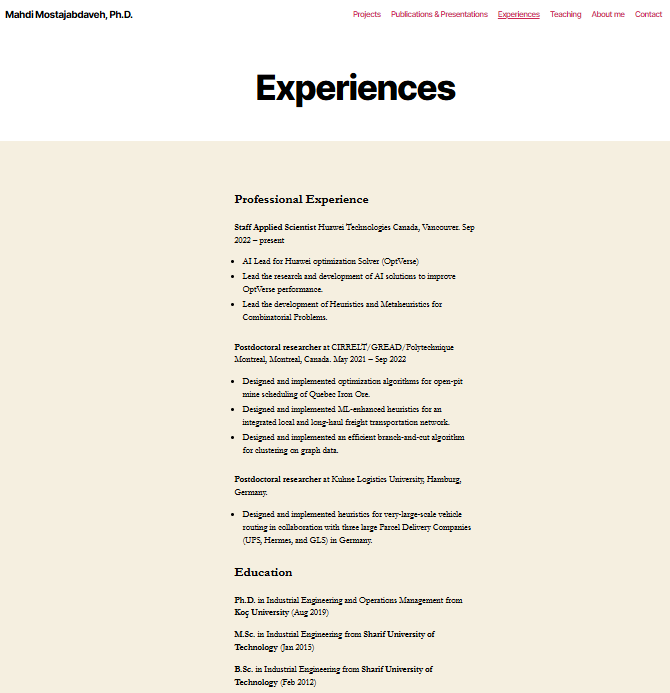 Mahdi Mostajabdaveh, Ph.D.
Projects Publications & Presentations Experiences Teaching About me Contact
Experiences
Professional Experience
Staff Applied Scientist Huawei Technologies Canada, Vancouver. Sep
2022 – present
AI Lead for Huawei optimization Solver (OptVerse)
Lead the research and development of AI solutions to improve
OptVerse performance.
Lead the development of Heuristics and Metaheuristics for
Combinatorial Problems.
Postdoctoral researcher at CIRRELT/GREAD/Polytechnique
Montreal, Montreal, Canada. May 2021 – Sep 2022
Designed and implemented optimization algorithms for open-pit
mine scheduling of Quebec Iron Ore.
Designed and implemented ML-enhanced heuristics for an
integrated local and long-haul freight transportation network.
Designed and implemented an efficient branch-and-cut algorithm
for clustering on graph data.
Postdoctoral researcher at Kuhne Logistics University, Hamburg,
Germany.
Designed and implemented heuristics for very-large-scale vehicle
routing in collaboration with three large Parcel Delivery Companies
(UPS, Hermes, and GLS) in Germany.
Education
Ph.D. in Industrial Engineering and Operations Management from
Koç University (Aug 2019)
M.Sc. in Industrial Engineering from Sharif University of
Technology (Jan 2015)
B.Sc. in Industrial Engineering from Sharif University of
Technology (Feb 2012)